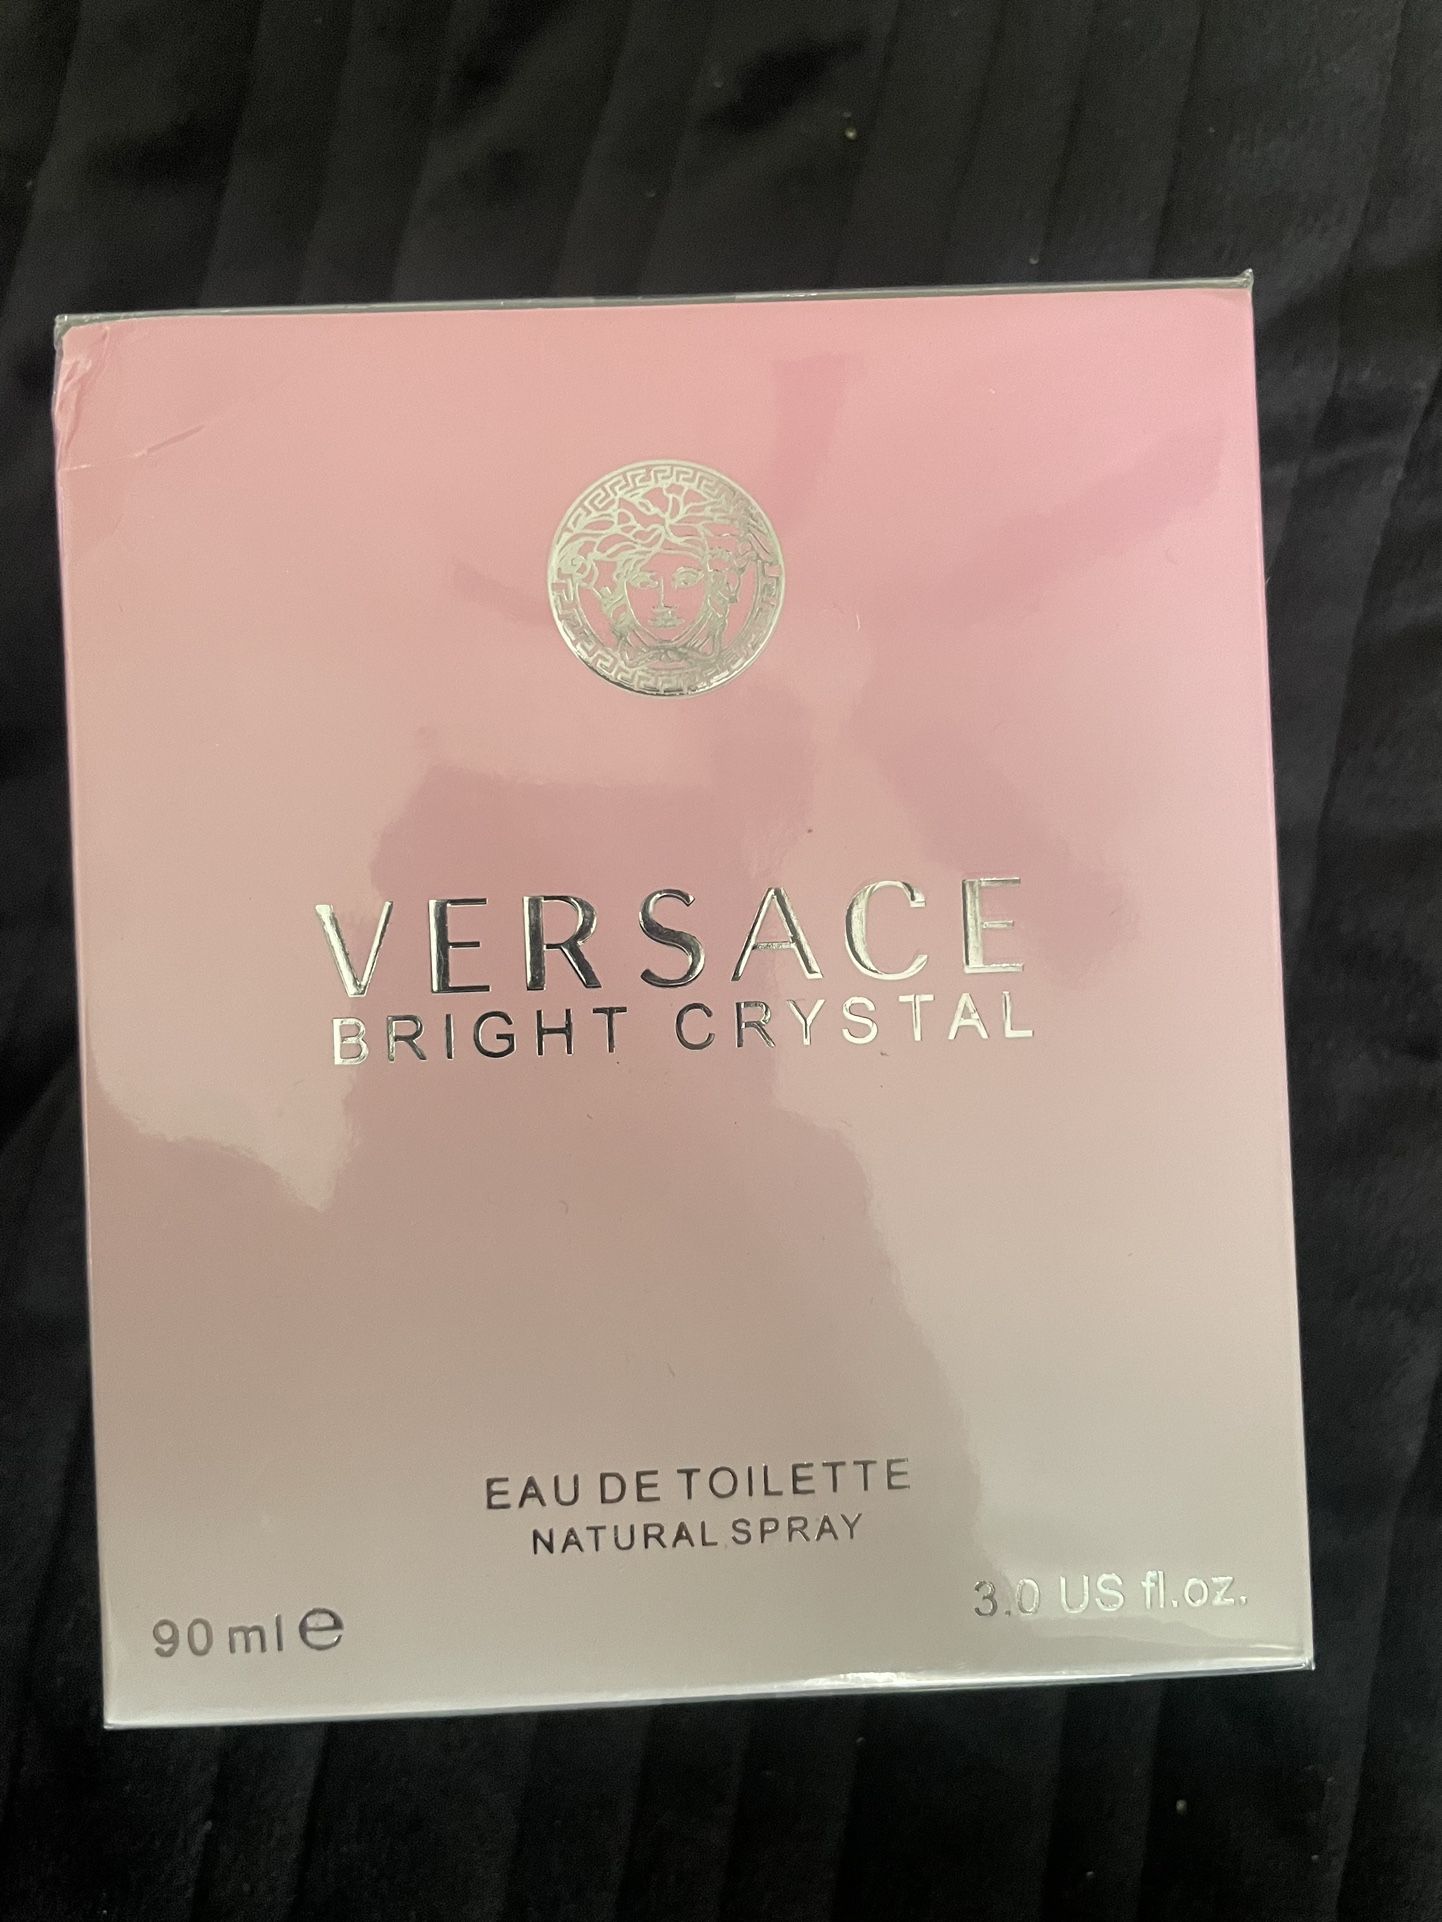 VERSACE
BRIGHT CRYSTAL
EAU DE TOILETTE
NATURAL SPRAY
90 ml e
3.0 US fl.oz.